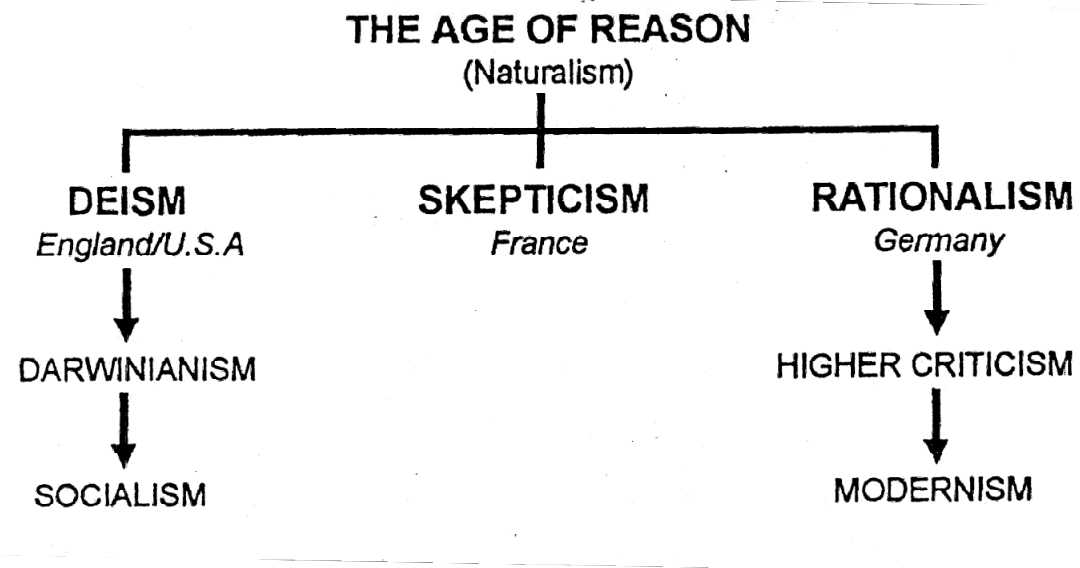 THE AGE OF REASON
(Naturalism)
DEISM
England/U.S.A
SKEPTICISM
France
RATIONALISM
Germany
DARWINIANISM
HIGHER CRITICISM
SOCIALISM
MODERNISM